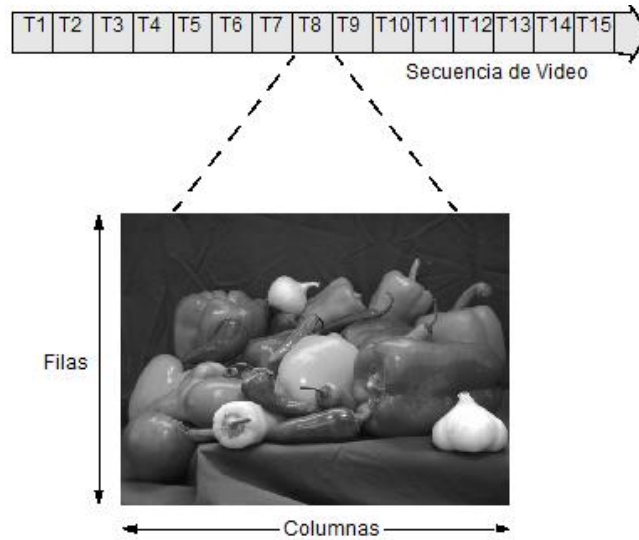 T1 T2 T3 T4 T5 T6 T7 T8 T9 T10 T11 T12 T13 T14 T15
Secuencia de Video
Filas
Columnas